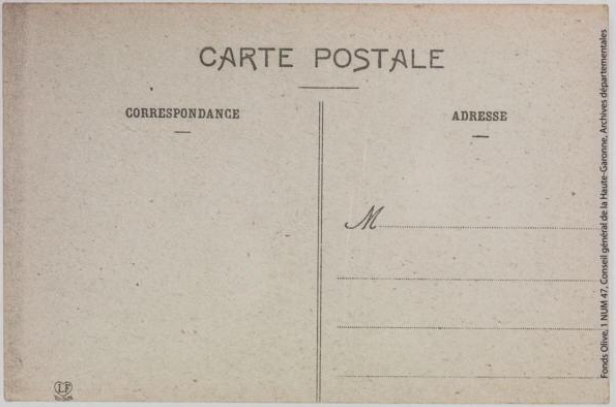 CARTE POSTALE
CORRESPONDANCE
ADRESSE
M
LF
Fonds Olive, 1 NUM 47, Conseil général de la Haute-Garonne, Archives départementales